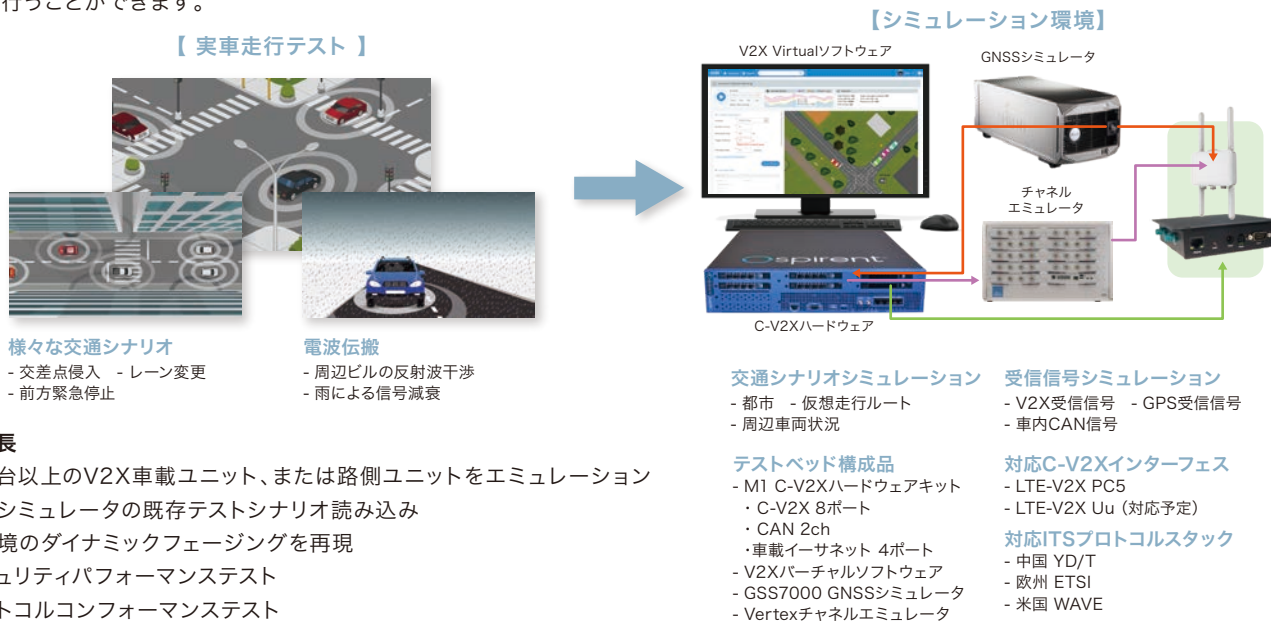 行うことができます。
【 実車走行テスト 】
様々な交通シナリオ
- 交差点侵入 - レーン変更
- 前方緊急停止
電波伝搬
- 周辺ビルの反射波干渉
- 雨による信号減衰
長
台以上のV2X車載ユニット、または路側ユニットをエミュレーション
シミュレータの既存テストシナリオ読み込み
境のダイナミックフェージングを再現
ュリティパフォーマンステスト
トコルコンフォーマンステスト
【シミュレーション環境】
V2X Virtualソフトウェア
GNSSシミュレータ
チャネル
エミュレータ
spirent
C-V2Xハードウェア
交通シナリオシミュレーション
- 都市 - 仮想走行ルート
- 周辺車両状況
受信信号シミュレーション
- V2X受信信号 - GPS受信信号
- 車内CAN信号
テストベッド構成品
- M1 C-V2Xハードウェアキット
・C-V2X 8ポート
・CAN 2ch
・車載イーサネット 4ポート
- V2Xバーチャルソフトウェア
- GSS7000 GNSSシミュレータ
- Vertexチャネルエミュレータ
対応C-V2Xインターフェス
- LTE-V2X PC5
- LTE-V2X Uu（対応予定）
対応ITSプロトコルスタック
- 中国 YD/T
- 欧州 ETSI
- 米国 WAVE